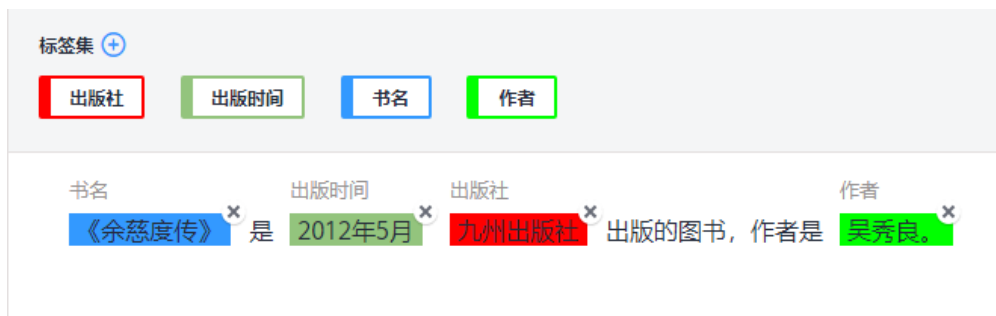 标签集
出版社 出版时间 书名 作者
书名 出版时间 出版社 作者
《余慈度传》 是 2012年5月 九州出版社 出版的图书，作者是 吴秀良。